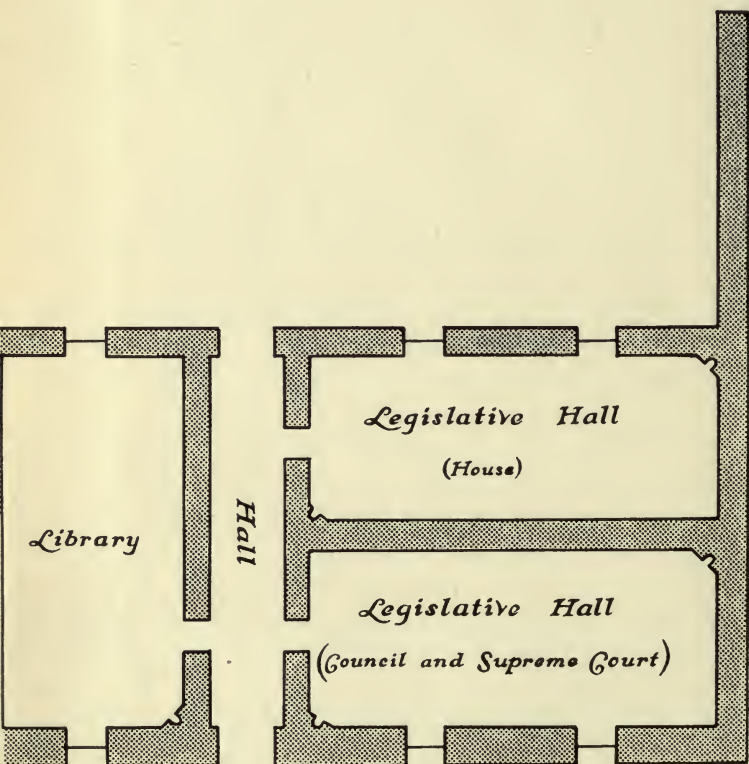 Legislative Hall
(House)
Hall
Library
Legislative Hall
(Council and Supreme Court)